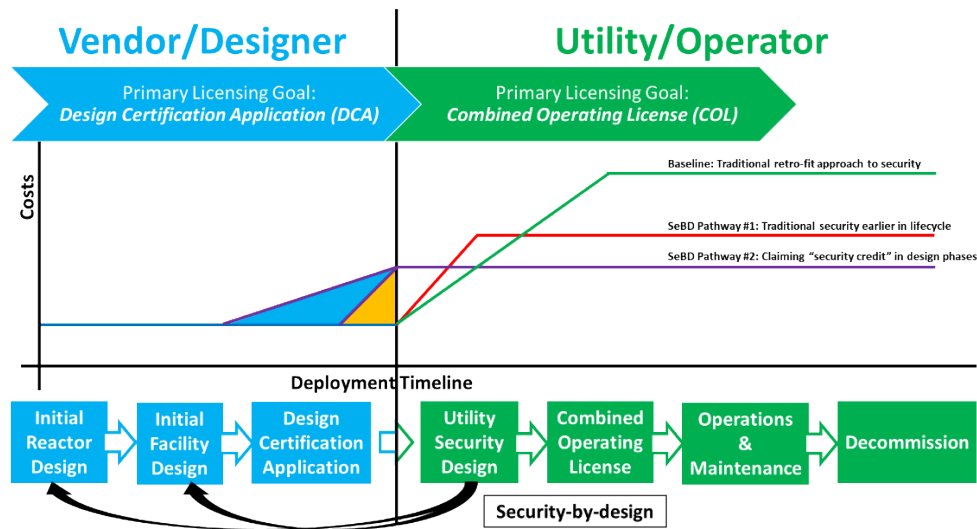 Vendor/Designer
Utility/Operator
Primary Licensing Goal:
Design Certification Application (DCA)
Primary Licensing Goal:
Combined Operating License (COL)
Costs
Baseline: Traditional retro-fit approach to security
SeBD Pathway #1: Traditional security earlier in lifecycle
SeBD Pathway #2: Claiming “security credit” in design phases
Deployment Timeline
Initial
Reactor
Design
Initial
Facility
Design
Design
Certification
Application
Utility
Security
Design
Combined
Operating
License
Operations
&
Maintenance
Decommission
Security-by-design